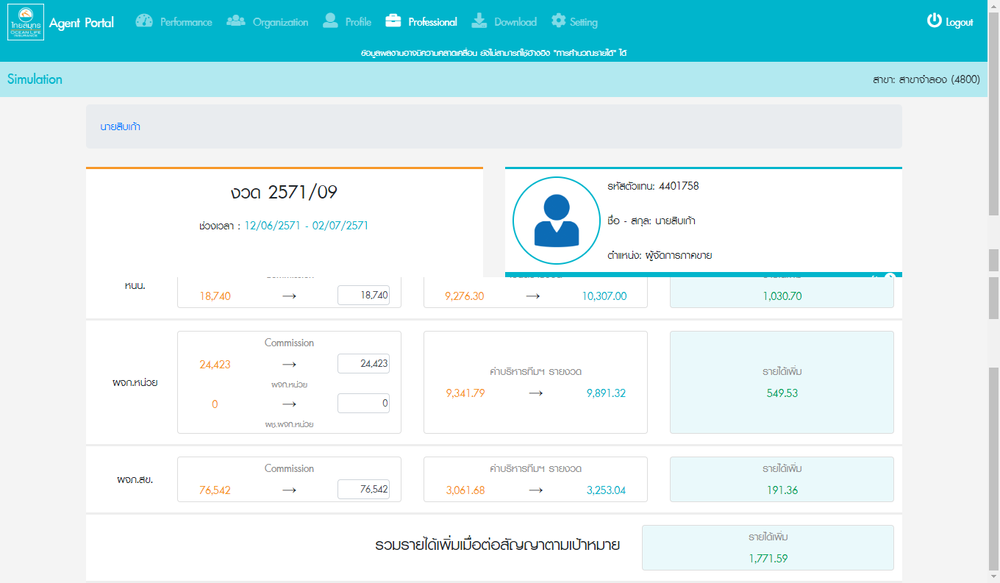 ไทยสมุทร
OCEAN LIFE
INSURANCE
Agent Portal
Performance
Organization
Profile
Professional
Download
Setting
Logout
ข้อมูลผลงานอาจมีความคลาดเคลื่อน ยังไม่สามารถใช้อ้างอิง "การคำนวณรายได้" ได้
Simulation
สาขา: สาขาจำลอง (4800)
นายสิบเก้า
งวด 2571/09
ช่วงเวลา : 12/06/2571 - 02/07/2571
รหัสตัวแทน: 4401758
ชื่อ - สกุล: นายสิบเก้า
ตำแหน่ง: ผู้จัดการภาคขาย
หนน.
18,740 → 18,740
9,276.30 → 10,307.00
1,030.70
ผจก.หน่วย
Commission
24,423 → 24,423
ผจก.หน่วย
0 → 0
ผช.ผจก.หน่วย
ค่าบริหารทีมฯ รายงวด
9,341.79 → 9,891.32
รายได้เพิ่ม
549.53
ผจก.สข.
Commission
76,542 → 76,542
ค่าบริหารทีมฯ รายงวด
3,061.68 → 3,253.04
รายได้เพิ่ม
191.36
รวมรายได้เพิ่มเมื่อต่อสัญญาตามเป้าหมาย
รายได้เพิ่ม
1,771.59